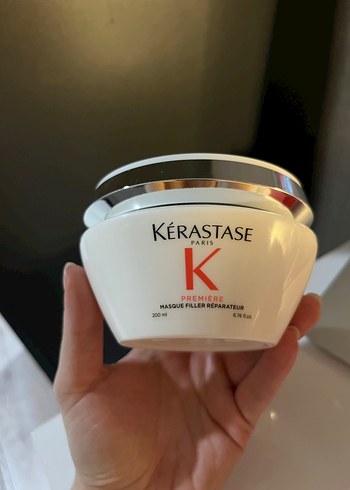 KÉRASTASE
PARIS
K
PREMIÈRE
MASQUE FILLER RÉPARATEUR
200 ml 6.76 fl.oz.